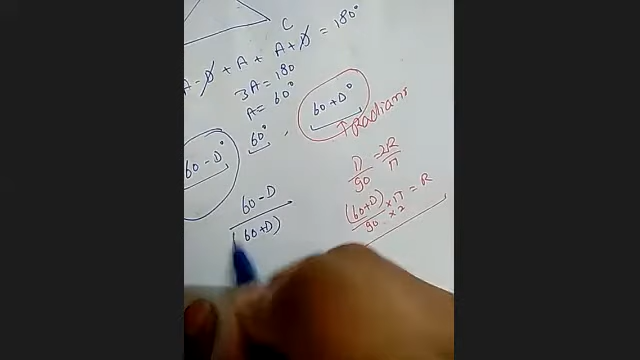 C
A - D + A + A + D = 180°
3A = 180
A = 60°
60 - D° 60° - 60 + D°
↑Radians
D/90 = 2R/π
(60+D)/90 × π/×2 = R
60 - D
(60+D)